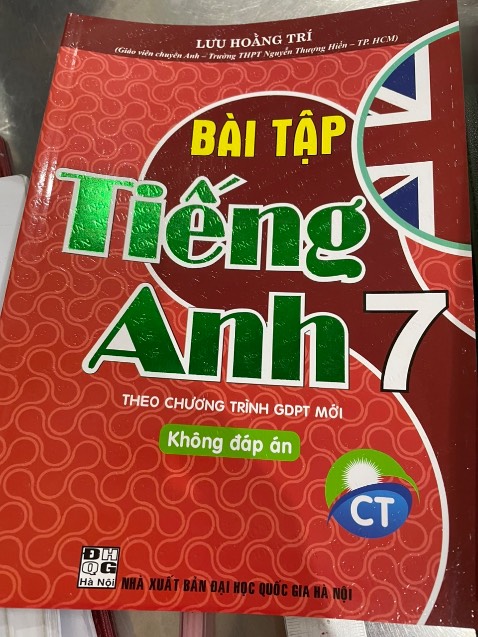 LƯU HOẰNG TRÍ
(Giáo viên chuyên Anh – Trường THPT Nguyễn Thượng Hiền – TP. HCM)
BÀI TẬP
Tiếng
Anh 7
THEO CHƯƠNG TRÌNH GDPT MỚI
Không đáp án
CT
ĐH
QG
Hà Nội
NHÀ XUẤT BẢN ĐẠI HỌC QUỐC GIA HÀ NỘI